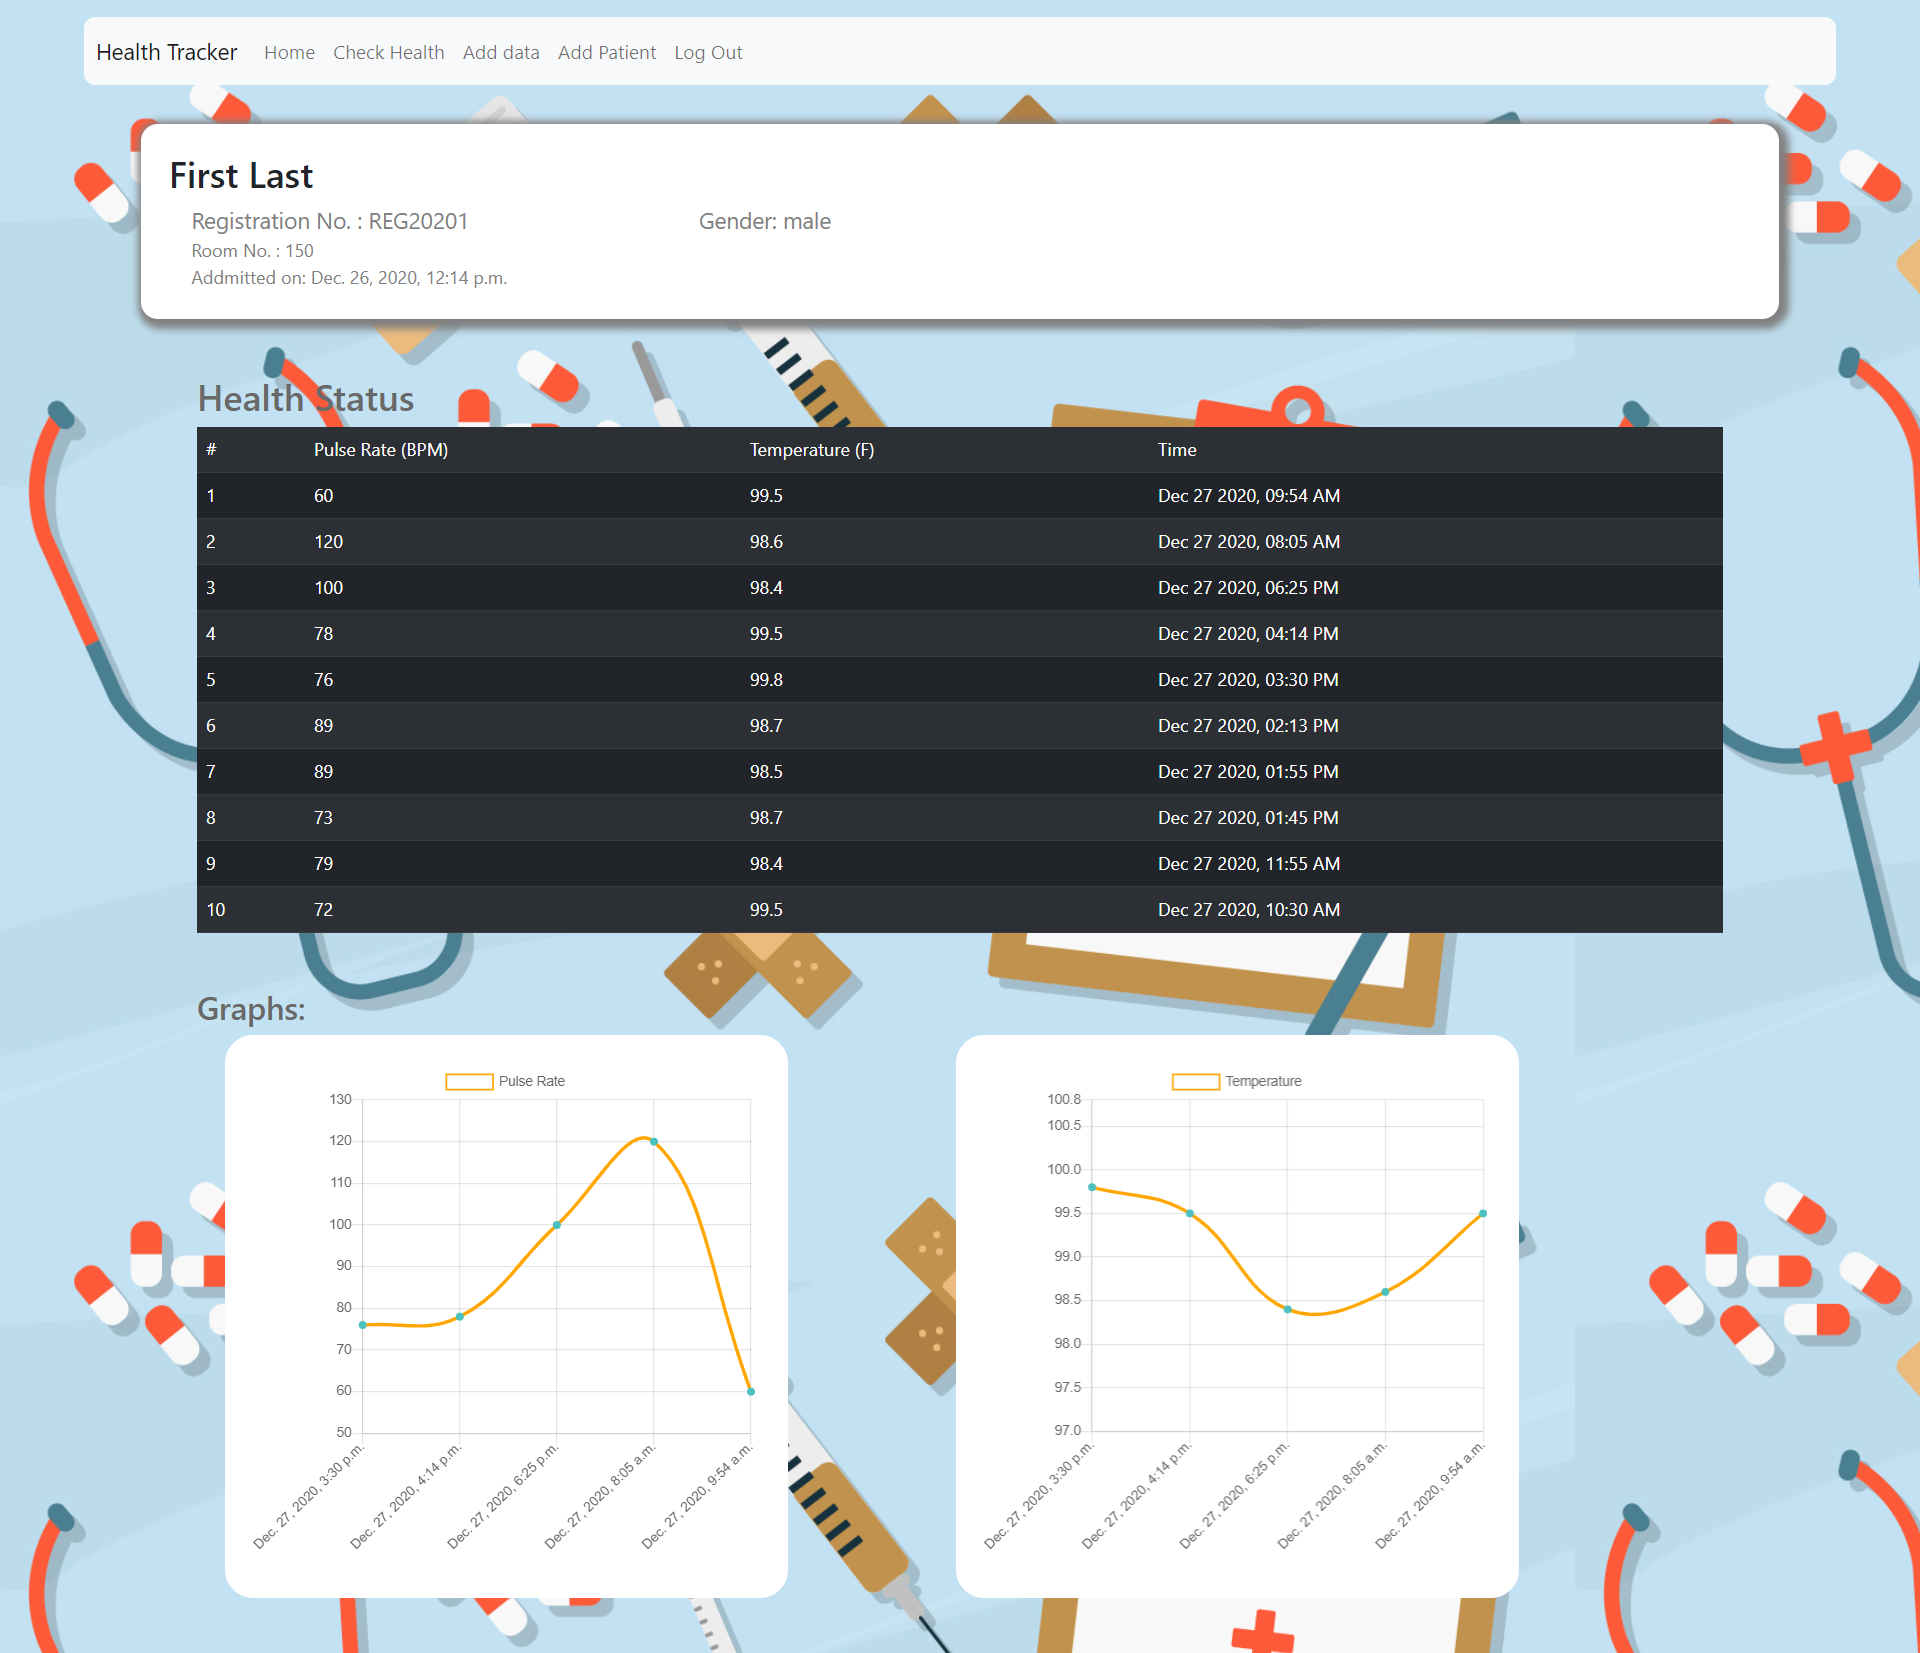 Health Tracker Home Check Health Add data Add Patient Log Out
First Last
Registration No. : REG20201 Gender: male
Room No. : 150
Addmitted on: Dec. 26, 2020, 12:14 p.m.
Health Status
# Pulse Rate (BPM) Temperature (F) Time
1 60 99.5 Dec 27 2020, 09:54 AM
2 120 98.6 Dec 27 2020, 08:05 AM
3 100 98.4 Dec 27 2020, 06:25 PM
4 78 99.5 Dec 27 2020, 04:14 PM
5 76 99.8 Dec 27 2020, 03:30 PM
6 89 98.7 Dec 27 2020, 02:13 PM
7 89 98.5 Dec 27 2020, 01:55 PM
8 73 98.7 Dec 27 2020, 01:45 PM
9 79 98.4 Dec 27 2020, 11:55 AM
10 72 99.5 Dec 27 2020, 10:30 AM
Graphs:
Pulse Rate
130
120
110
100
90
80
70
60
50
Dec. 27, 2020, 3:30 p.m.
Dec. 27, 2020, 4:14 p.m.
Dec. 27, 2020, 6:25 p.m.
Dec. 27, 2020, 8:05 a.m.
Dec. 27, 2020, 9:54 a.m.
Temperature
100.8
100.5
100.0
99.5
99.0
98.5
98.0
97.5
97.0
Dec. 27, 2020, 3:30 p.m.
Dec. 27, 2020, 4:14 p.m.
Dec. 27, 2020, 6:25 p.m.
Dec. 27, 2020, 8:05 a.m.
Dec. 27, 2020, 9:54 a.m.